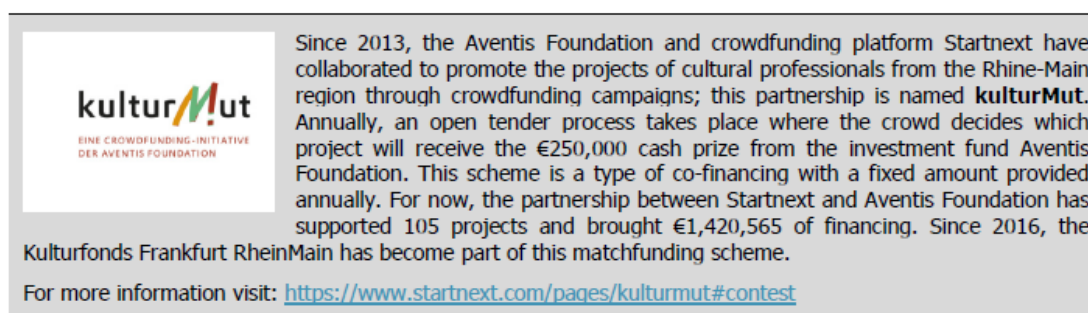 kulturMut
EINE CROWDFUNDING-INITIATIVE
DER AVENTIS FOUNDATION
Since 2013, the Aventis Foundation and crowdfunding platform Startnext have
collaborated to promote the projects of cultural professionals from the Rhine-Main
region through crowdfunding campaigns; this partnership is named kulturMut.
Annually, an open tender process takes place where the crowd decides which
project will receive the €250,000 cash prize from the investment fund Aventis
Foundation. This scheme is a type of co-financing with a fixed amount provided
annually. For now, the partnership between Startnext and Aventis Foundation has
supported 105 projects and brought €1,420,565 of financing. Since 2016, the
Kulturfonds Frankfurt RheinMain has become part of this matchfunding scheme.
For more information visit: https://www.startnext.com/pages/kulturmut#contest